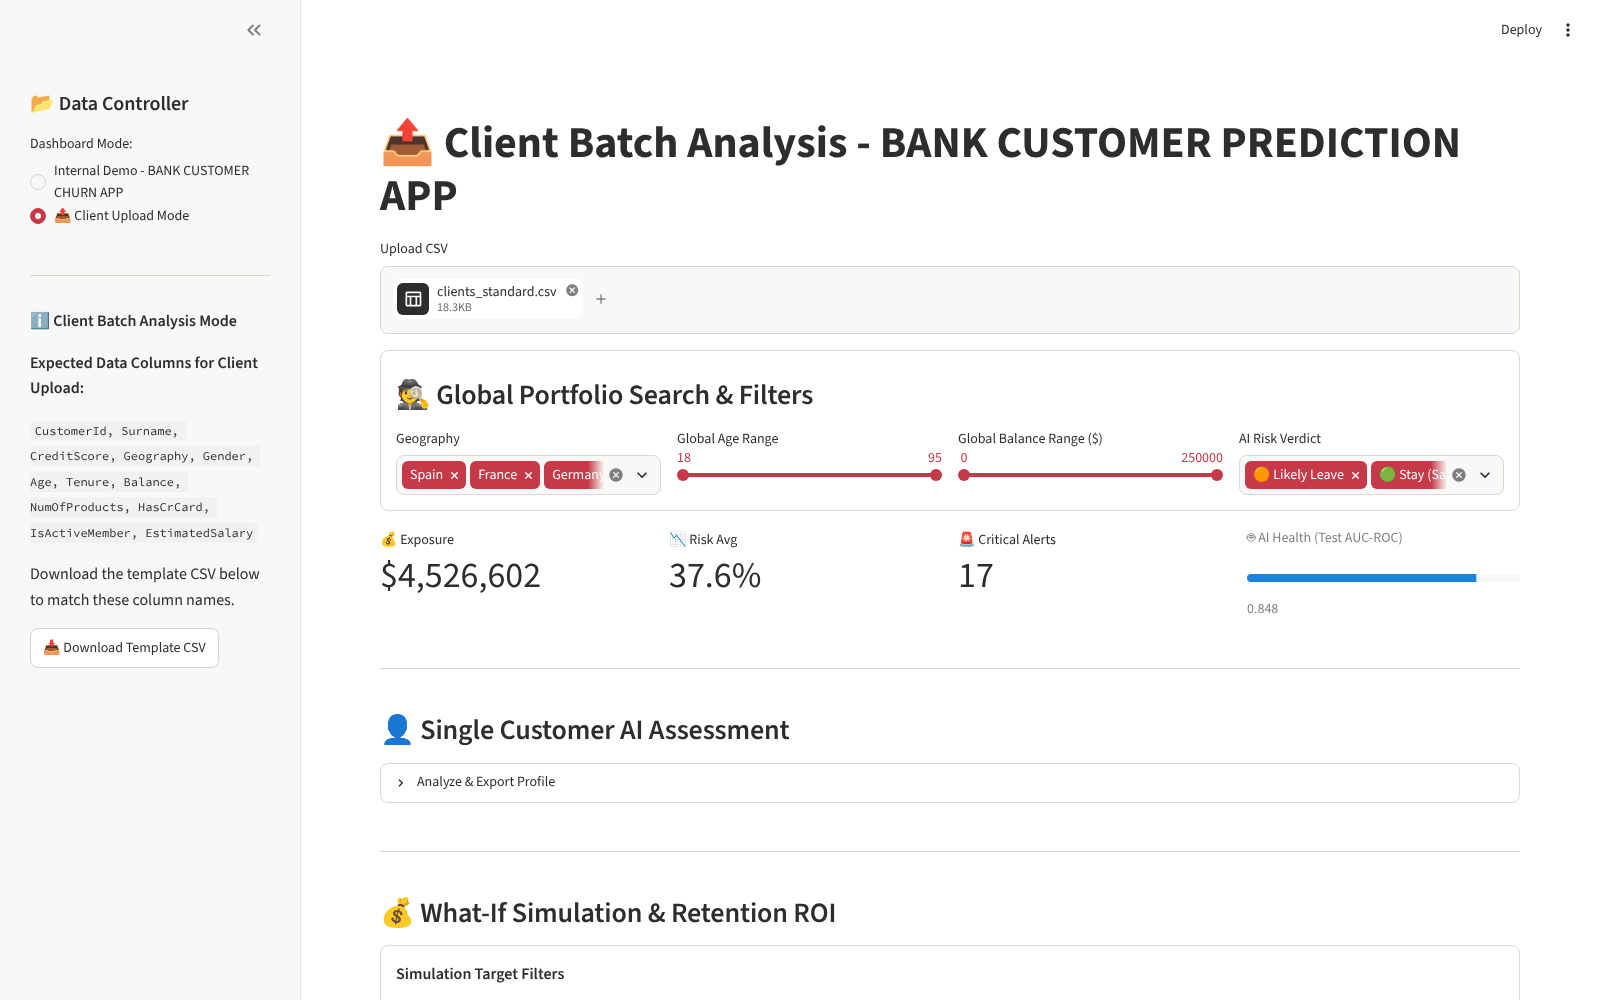 Deploy
📂 Data Controller
Dashboard Mode:
Internal Demo - BANK CUSTOMER
CHURN APP
📤 Client Upload Mode
ℹ️ Client Batch Analysis Mode
Expected Data Columns for Client
Upload:
CustomerId, Surname,
CreditScore, Geography, Gender,
Age, Tenure, Balance,
NumOfProducts, HasCrCard,
IsActiveMember, EstimatedSalary
Download the template CSV below
to match these column names.
📥 Download Template CSV
📤 Client Batch Analysis - BANK CUSTOMER PREDICTION
APP
Upload CSV
clients_standard.csv
18.3KB
🕵️ Global Portfolio Search & Filters
Geography
Spain
France
German
Global Age Range
18
95
Global Balance Range ($)
0
250000
AI Risk Verdict
🟠 Likely Leave
🟢 Stay (Sa
💰 Exposure
$4,526,602
📉 Risk Avg
37.6%
🚨 Critical Alerts
17
AI Health (Test AUC-ROC)
0.848
👤 Single Customer AI Assessment
Analyze & Export Profile
💰 What-If Simulation & Retention ROI
Simulation Target Filters